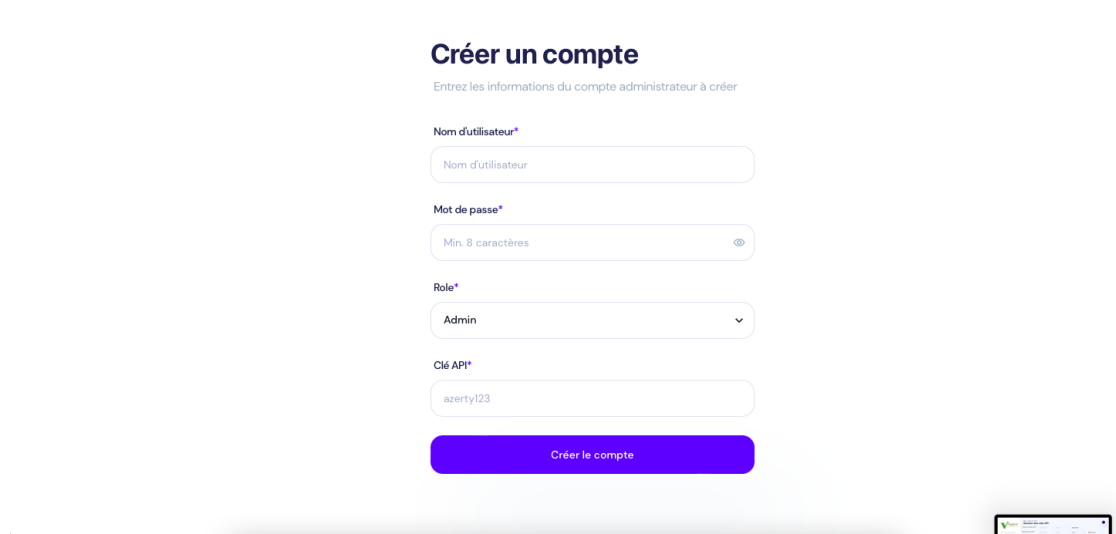 Créer un compte
Entrez les informations du compte administrateur à créer
Nom d'utilisateur*
Nom d'utilisateur
Mot de passe*
Min. 8 caractères
Role*
Admin
Clé API*
azerty123
Créer le compte